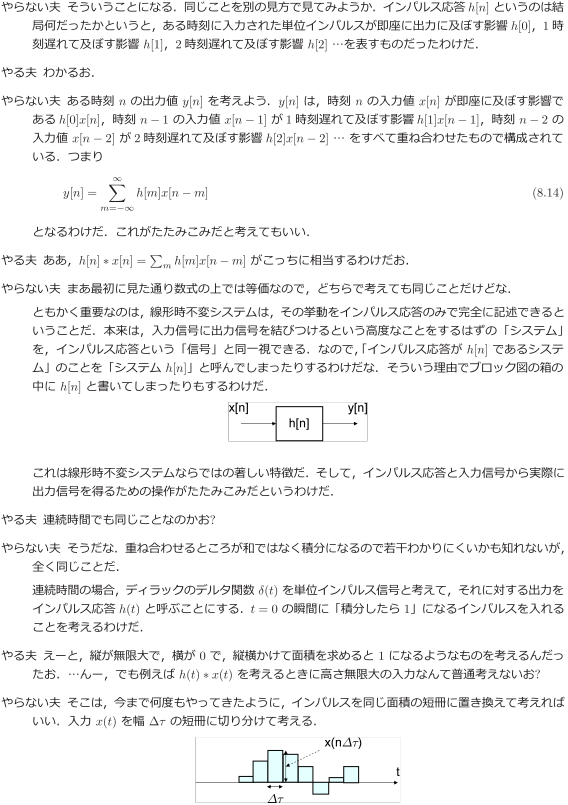 やらない夫 そういうことになる．同じことを別の見方で見てみようか．インパルス応答 h[n] というのは結
局何だったかというと，ある時刻に入力された単位インパルスが即座に出力に及ぼす影響 h[0]，1 時
刻遅れて及ぼす影響 h[1]，2 時刻遅れて及ぼす影響 h[2] …を表すものだったわけだ．
やる夫 わかるお．
やらない夫 ある時刻 n の出力値 y[n] を考えよう．y[n] は，時刻 n の入力値 x[n] が即座に及ぼす影響で
ある h[0]x[n]，時刻 n − 1 の入力値 x[n−1] が 1 時刻遅れて及ぼす影響 h[1]x[n−1]，時刻 n − 2 の
入力値 x[n−2] が 2 時刻遅れて及ぼす影響 h[2]x[n−2] … をすべて重ね合わせたもので構成されて
いる．つまり
y[n] = ∑_{m=−∞}^{∞} h[m]x[n − m] (8.14)
となるわけだ．これがたたみこみだと考えてもいい．
やる夫 ああ，h[n] ∗ x[n] = ∑_m h[m]x[n − m] がこっちに相当するわけだお．
やらない夫 まあ最初に見た通り数式の上では等価なので，どちらで考えても同じことだけどな．
ともかく重要なのは，線形時不変システムは，その挙動をインパルス応答のみで完全に記述できると
いうことだ．本来は，入力信号に出力信号を結びつけるという高度なことをするはずの「システム」
を，インパルス応答という「信号」と同一視できる．なので，「インパルス応答が h[n] であるシステ
ム」のことを「システム h[n]」と呼んでしまったりするわけだな．そういう理由でブロック図の箱の
中に h[n] と書いてしまったりもするわけだ．
x[n] h[n] y[n]
これは線形時不変システムならではの著しい特徴だ．そして，インパルス応答と入力信号から実際に
出力信号を得るための操作がたたみこみだというわけだ．
やる夫 連続時間でも同じことなのかお?
やらない夫 そうだな．重ね合わせるところが和ではなく積分になるので若干わかりにくいかも知れないが，
全く同じことだ．
連続時間の場合，ディラックのデルタ関数 δ(t) を単位インパルス信号と考えて，それに対する出力を
インパルス応答 h(t) と呼ぶことにする．t = 0 の瞬間に「積分したら 1」になるインパルスを入れる
ことを考えるわけだ．
やる夫 えーと，縦が無限大で，横が 0 で，縦横かけて面積を求めると 1 になるようなものを考えるんだっ
たお．…んー，でも例えば h(t) ∗ x(t) を考えるときに高さ無限大の入力なんて普通考えないお?
やらない夫 そこは，今まで何度もやってきたように，インパルスを同じ面積の短冊に置き換えて考えれば
いい．入力 x(t) を幅 Δτ の短冊に切り分けて考える．
x(nΔτ)
t
Δτ